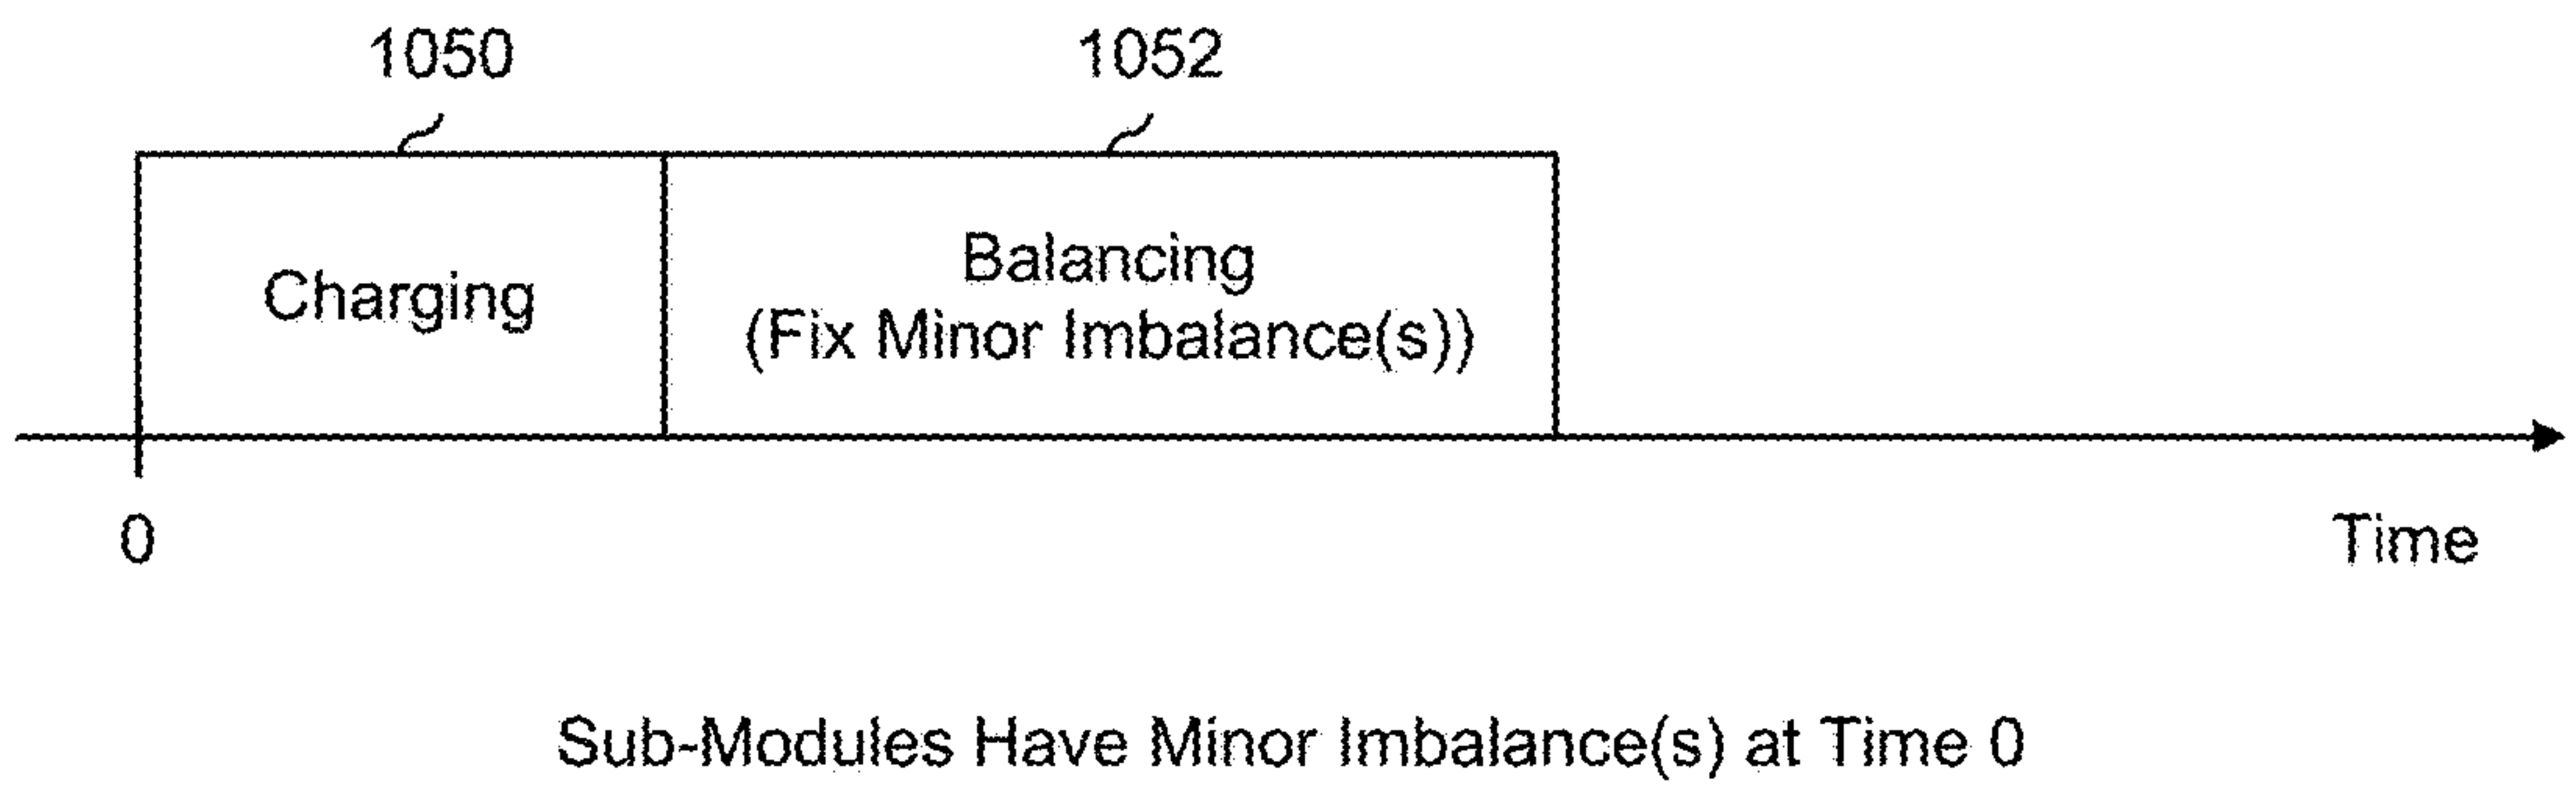 1050
1052
Charging
Balancing
(Fix Minor Imbalance(s))
0
Time
Sub-Modules Have Minor Imbalance(s) at Time 0